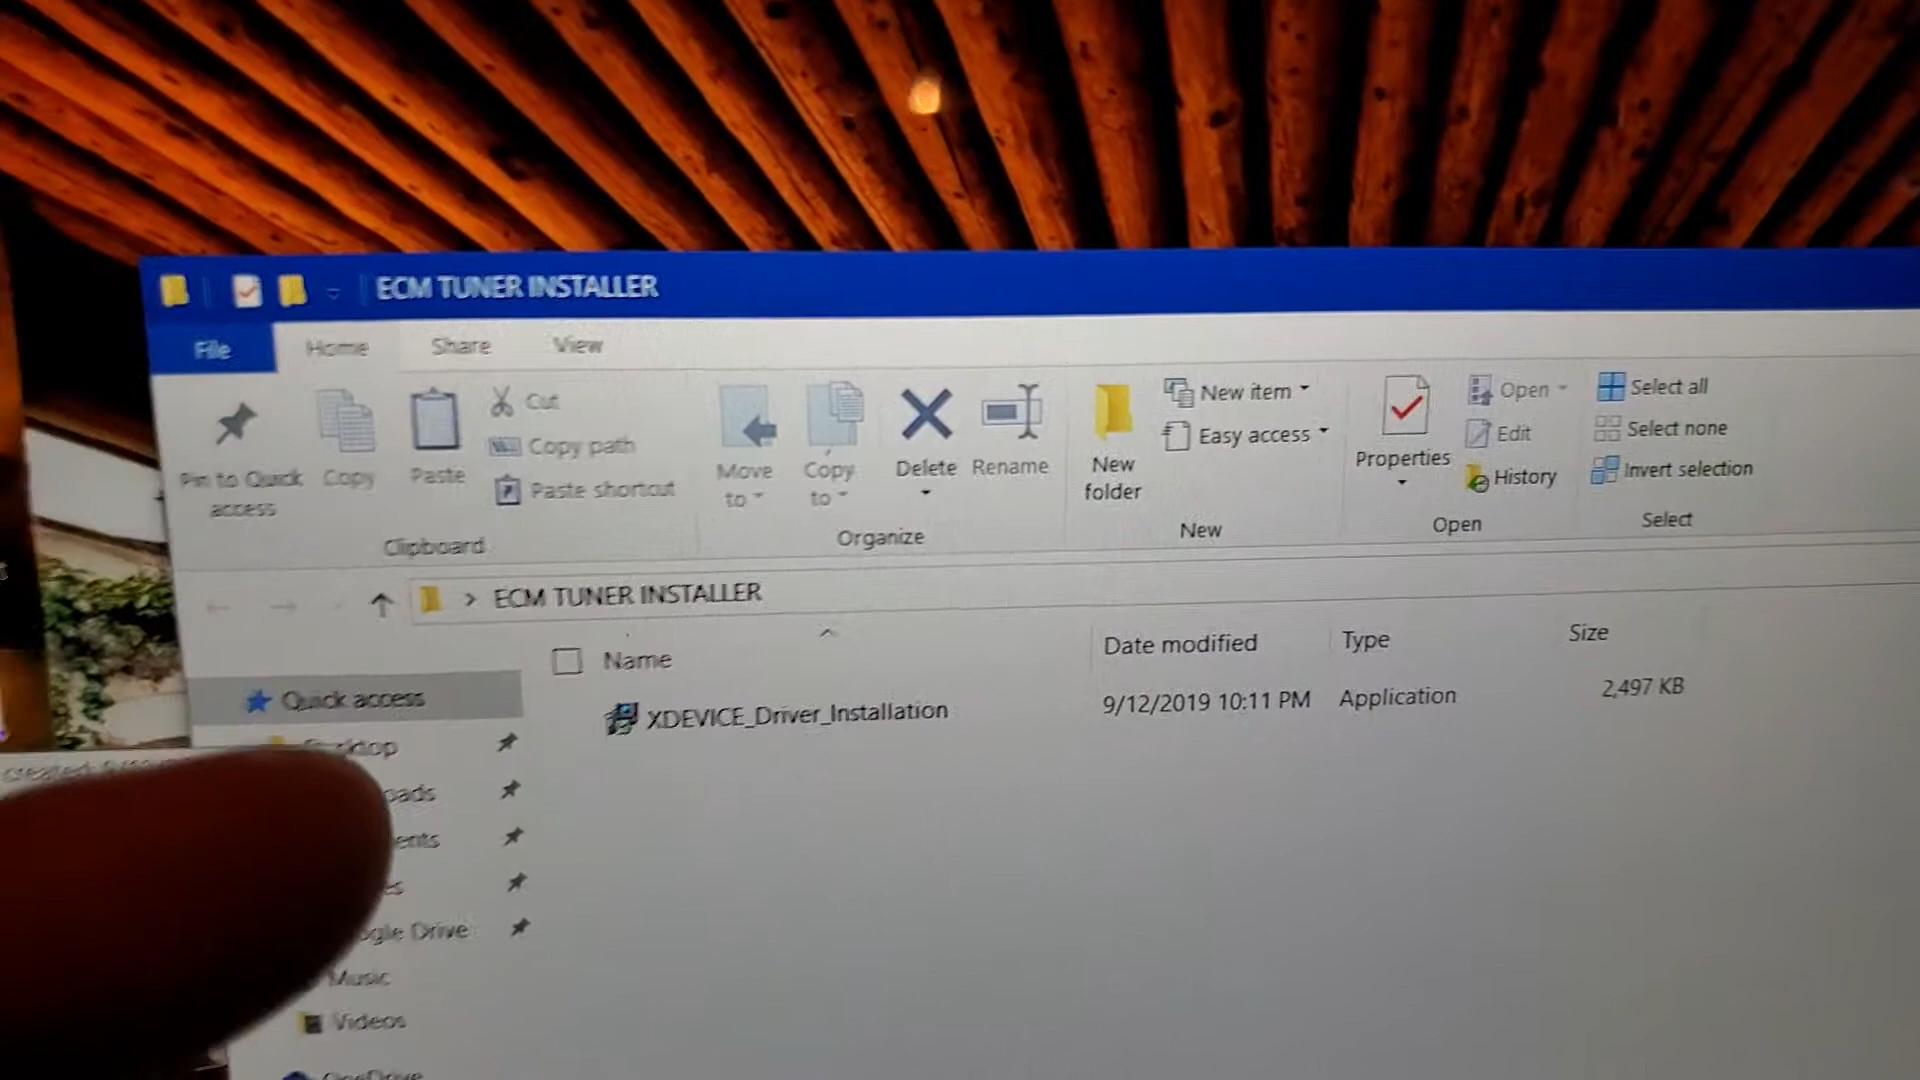 ECM TUNER INSTALLER
File Home Share View
Pin to Quick access
Copy
Paste
Cut
Copy path
Paste shortcut
Clipboard
Move to
Copy to
Delete
Rename
Organize
New folder
New item
Easy access
New
Properties
Open
Edit
History
Open
Select all
Select none
Invert selection
Select
> ECM TUNER INSTALLER
Name Date modified Type Size
XDEVICE_Driver_Installation 9/12/2019 10:11 PM Application 2,497 KB
Quick access
Drive
Music
Videos
OneDrive